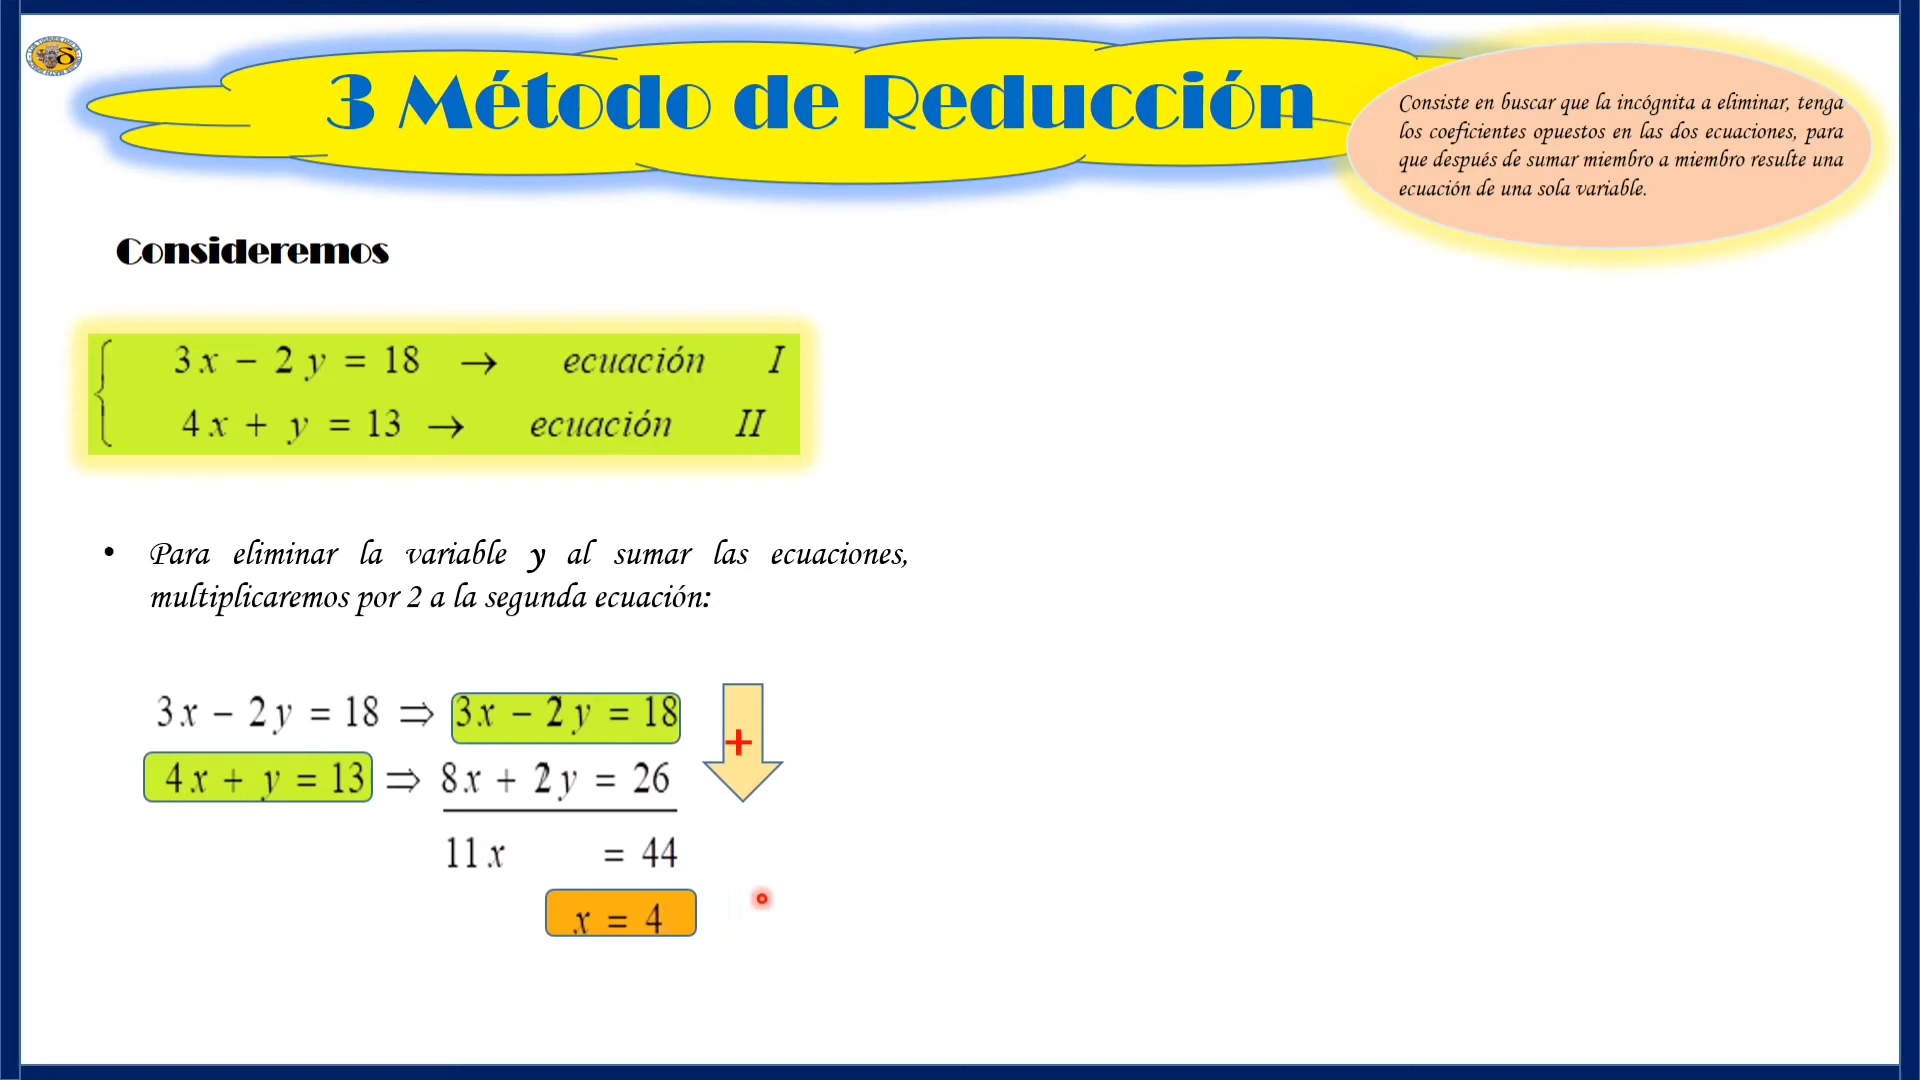 3 Método de Reducción
Consiste en buscar que la incógnita a eliminar, tenga
los coeficientes opuestos en las dos ecuaciones, para
que después de sumar miembro a miembro resulte una
ecuación de una sola variable.
Consideremos
3x − 2y = 18 → ecuación I
4x + y = 13 → ecuación II
• Para eliminar la variable y al sumar las ecuaciones,
multiplicaremos por 2 a la segunda ecuación:
3x − 2y = 18 ⇒ 3x − 2y = 18
4x + y = 13 ⇒ 8x + 2y = 26
+
11x = 44
x = 4